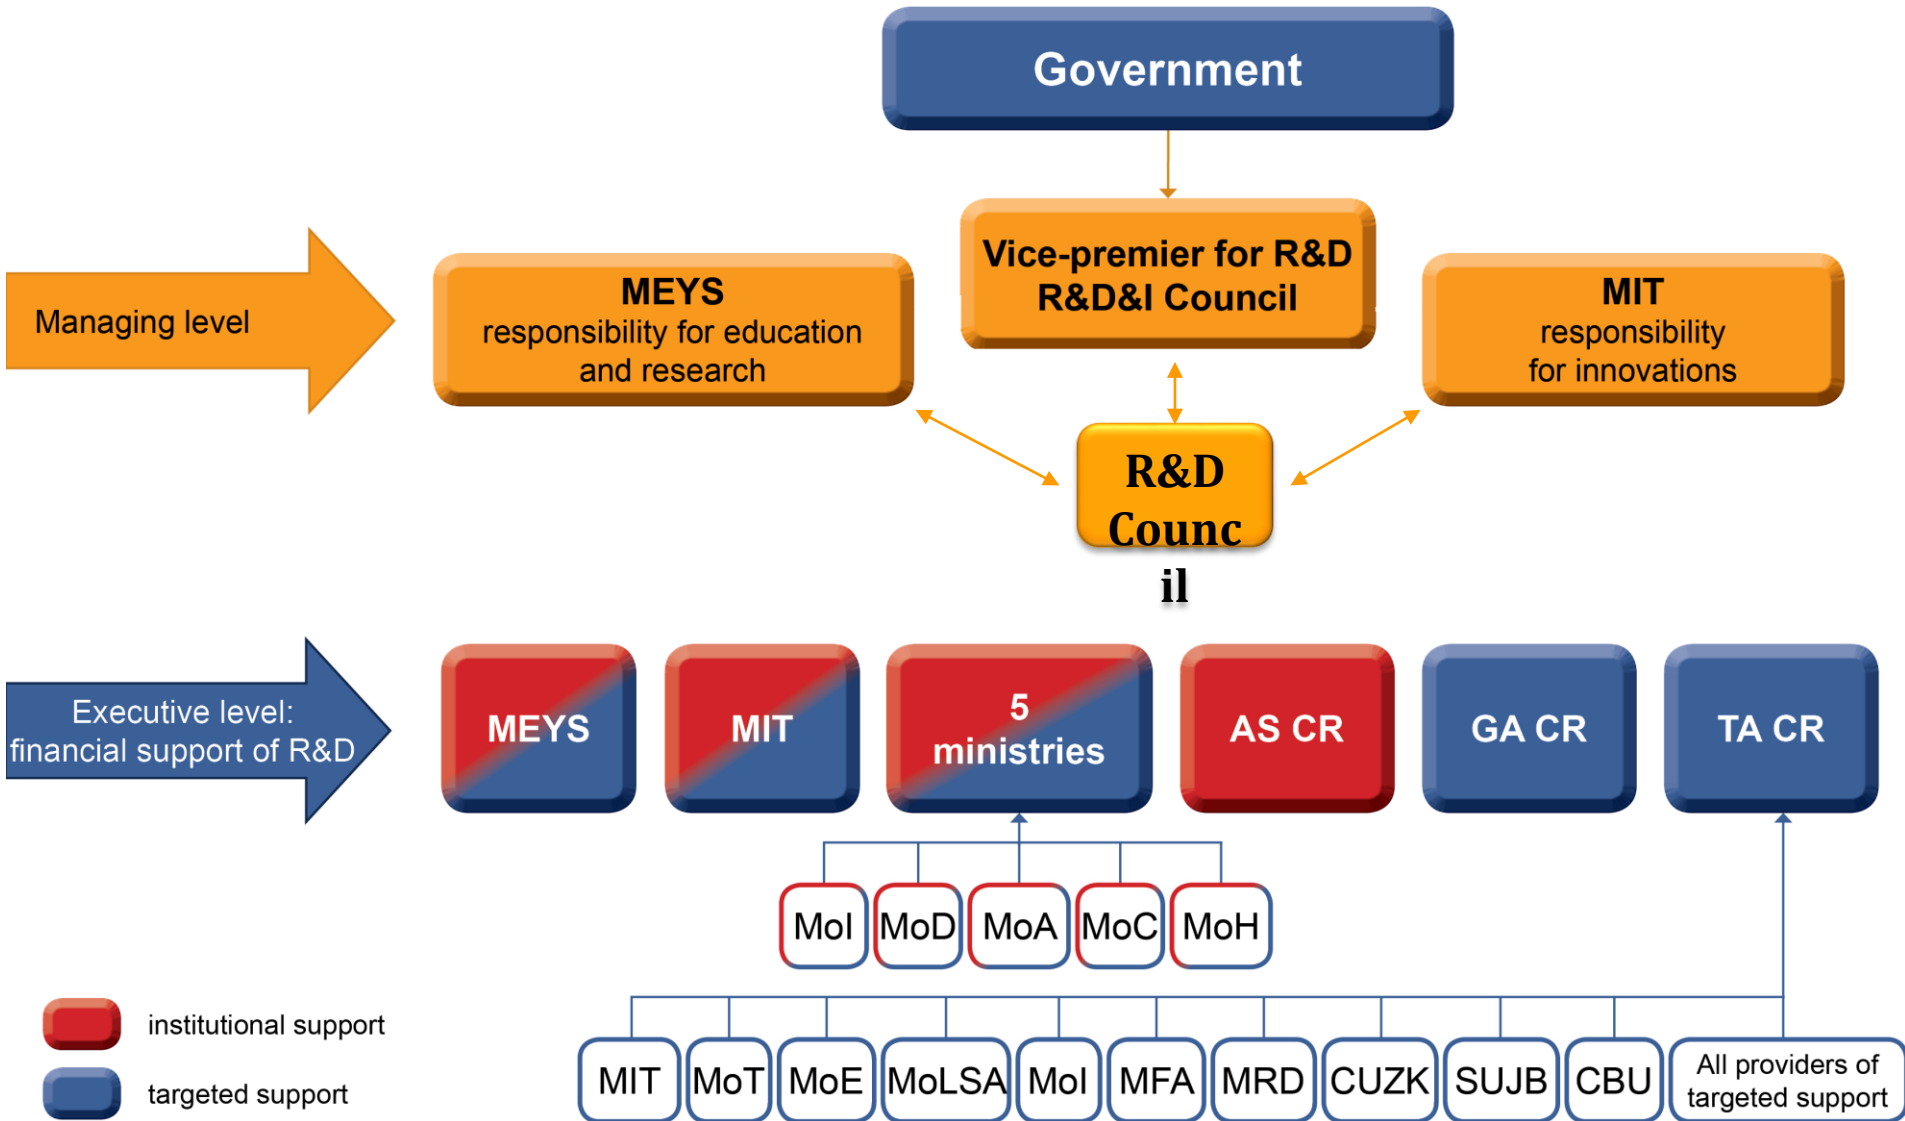 Government
Vice-premier for R&D
R&D&I Council
Managing level
MEYS
responsibility for education
and research
MIT
responsibility
for innovations
R&D
Counc
il
Executive level:
financial support of R&D
MEYS
MIT
5
ministries
AS CR
GA CR
TA CR
MoI
MoD
MoA
MoC
MoH
institutional support
targeted support
MIT
MoT
MoE
MoLSA
MoI
MFA
MRD
CUZK
SUJB
CBU
All providers of
targeted support